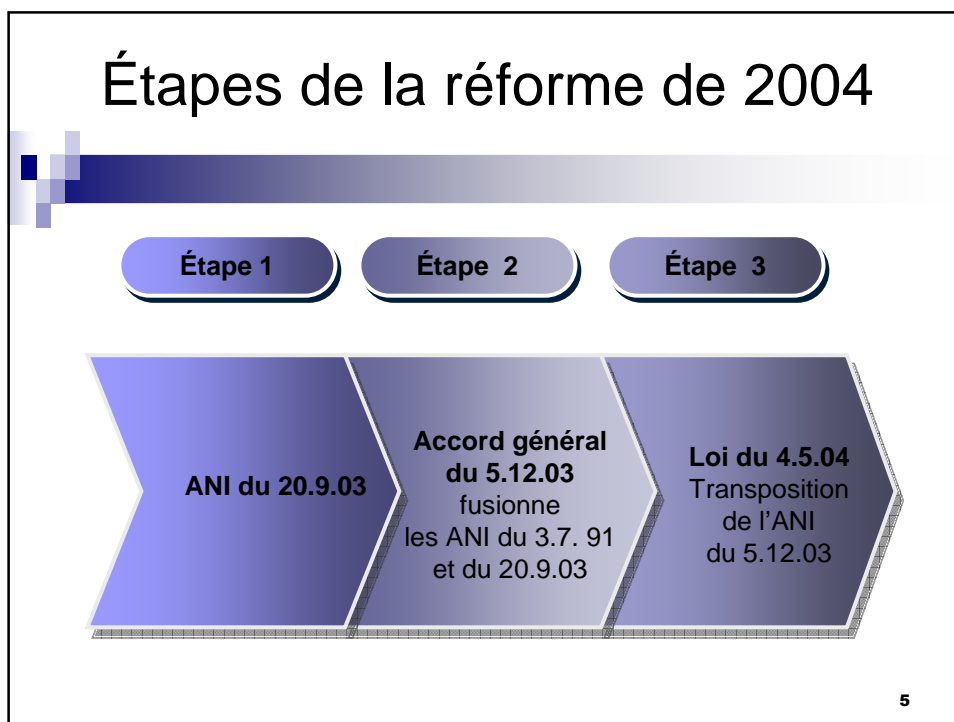 Étapes de la réforme de 2004
Étape 1
Étape 2
Étape 3
ANI du 20.9.03
Accord général
du 5.12.03
fusionne
les ANI du 3.7. 91
et du 20.9.03
Loi du 4.5.04
Transposition
de l’ANI
du 5.12.03
5